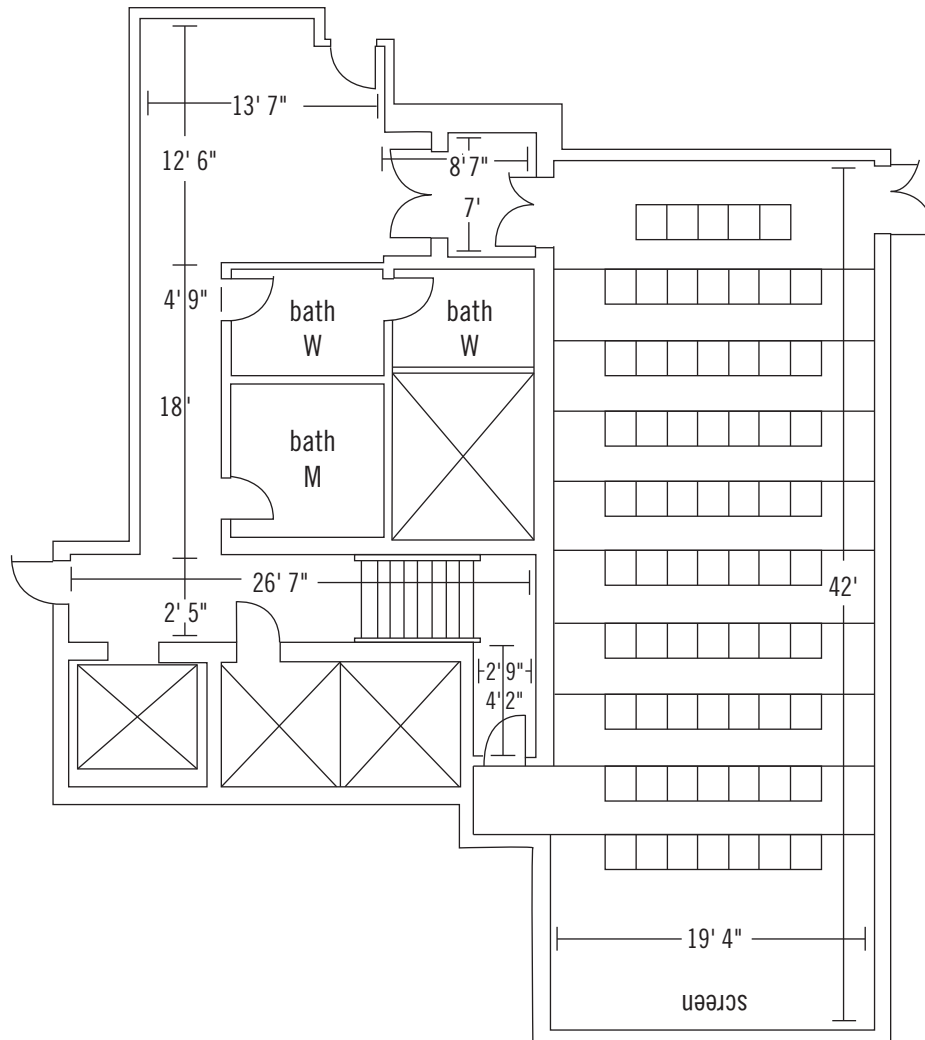 13' 7"
12' 6"
8'7"
7'
4' 9"
bath
W
bath
W
18'
bath
M
26' 7"
42'
2' 5"
2' 9"
4' 2"
19' 4"
screen